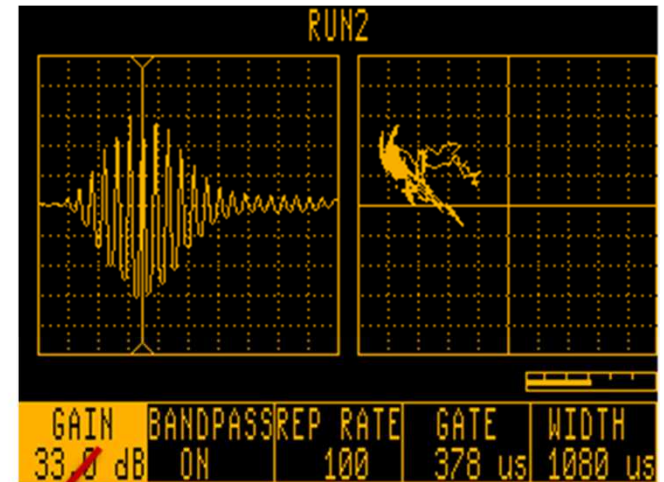 RUN2
GAIN BANDPASS REP RATE GATE WIDTH
33.0 dB ON 100 378 us 1080 us